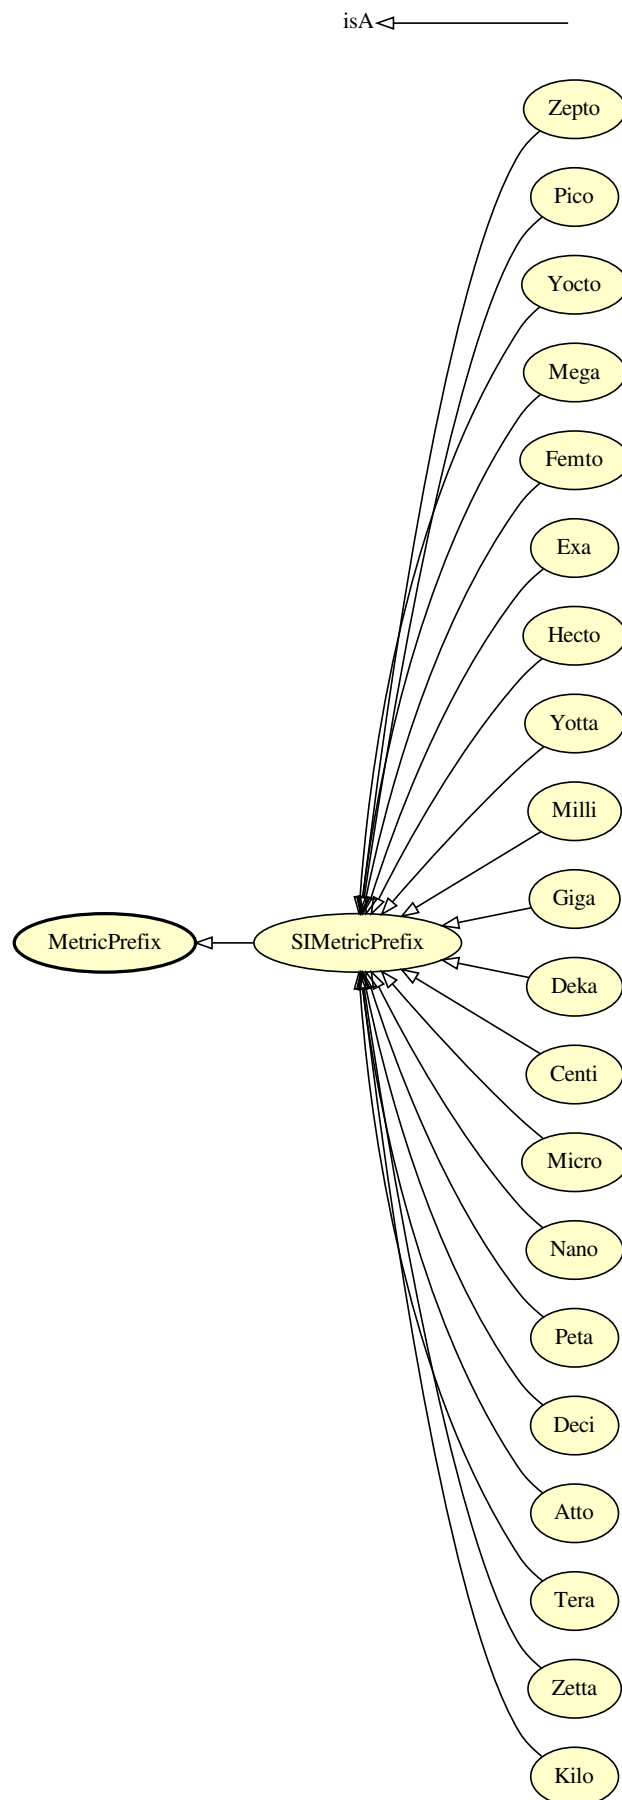 isA
Zepto
Pico
Yocto
Mega
Femto
Exa
Hecto
Yotta
Milli
Giga
MetricPrefix
SIMetricPrefix
Deka
Centi
Micro
Nano
Peta
Deci
Atto
Tera
Zetta
Kilo